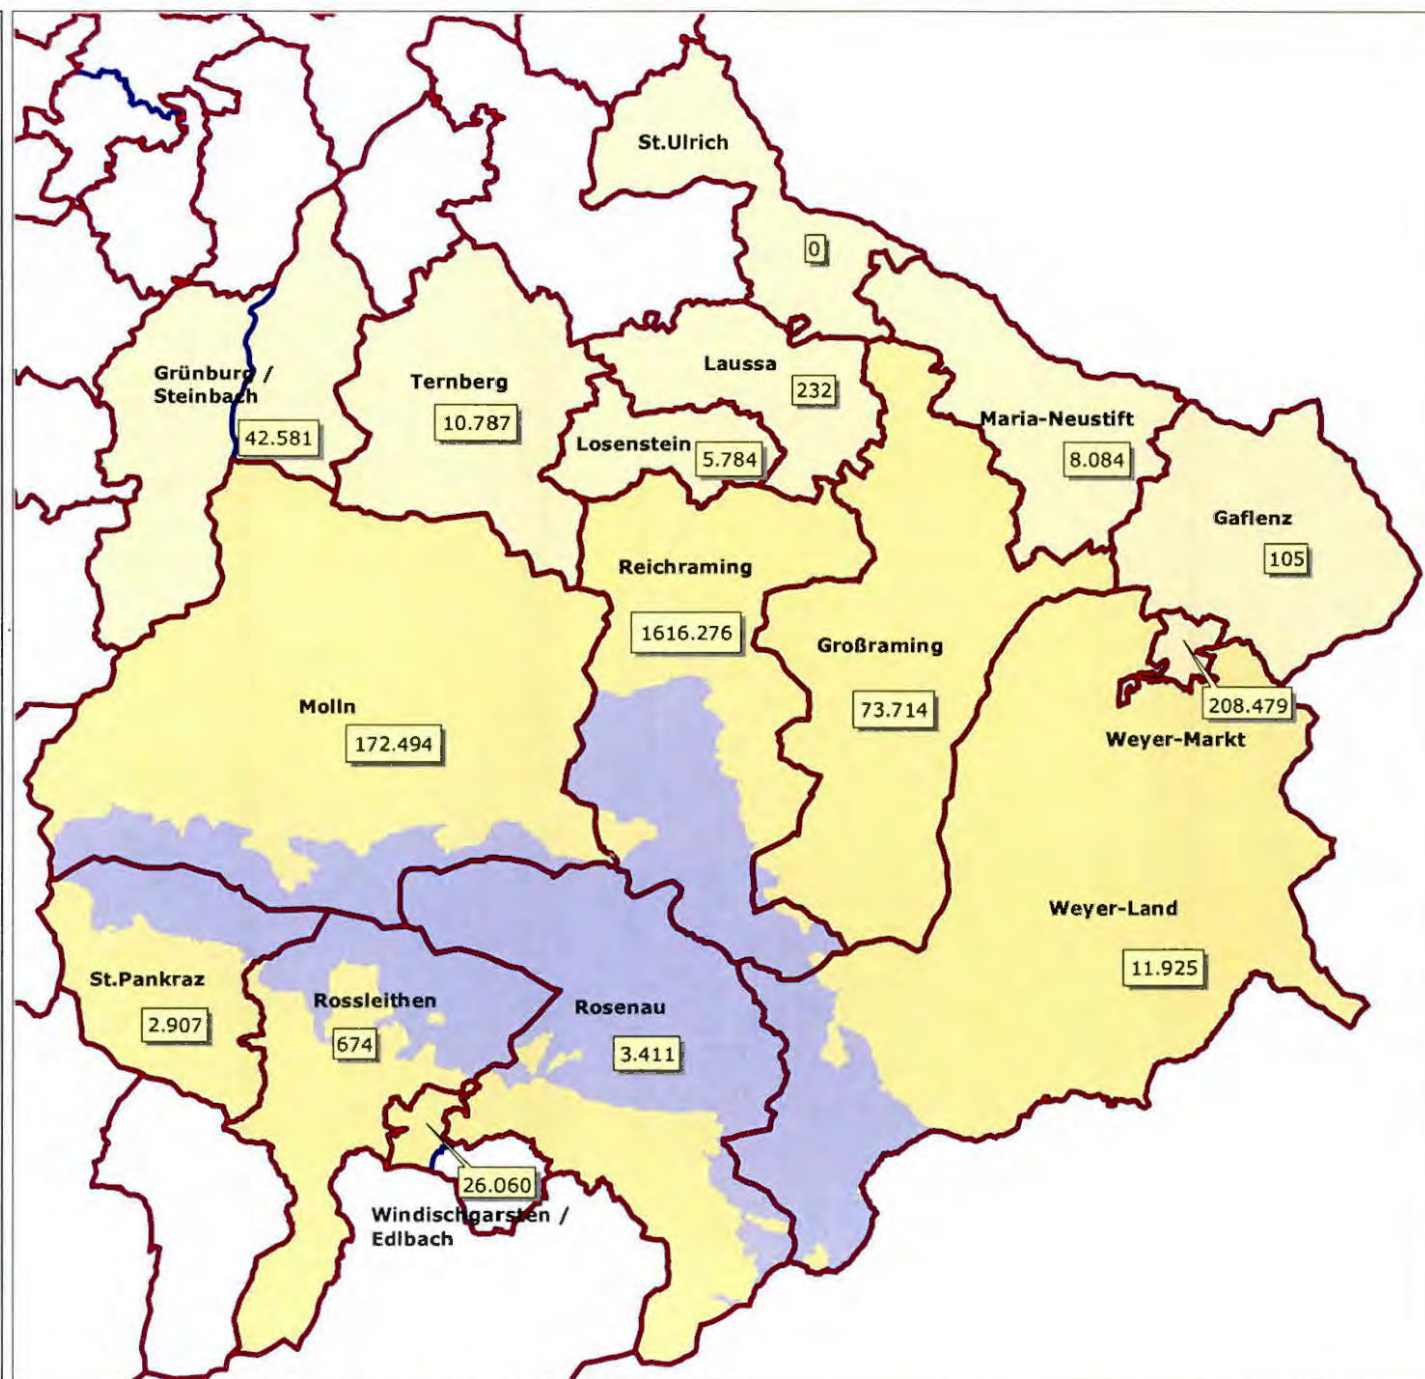 St.Ulrich
0
Grünburg /
Steinbach
42.581
Ternberg
10.787
Laussa
232
Losenstein
5.784
Maria-Neustift
8.084
Gaflenz
105
Reichraming
1616.276
Großraming
73.714
Molln
172.494
208.479
Weyer-Markt
Weyer-Land
11.925
St.Pankraz
2.907
Rossleithen
674
Rosenau
3.411
26.060
Windischgarsten /
Edlbach